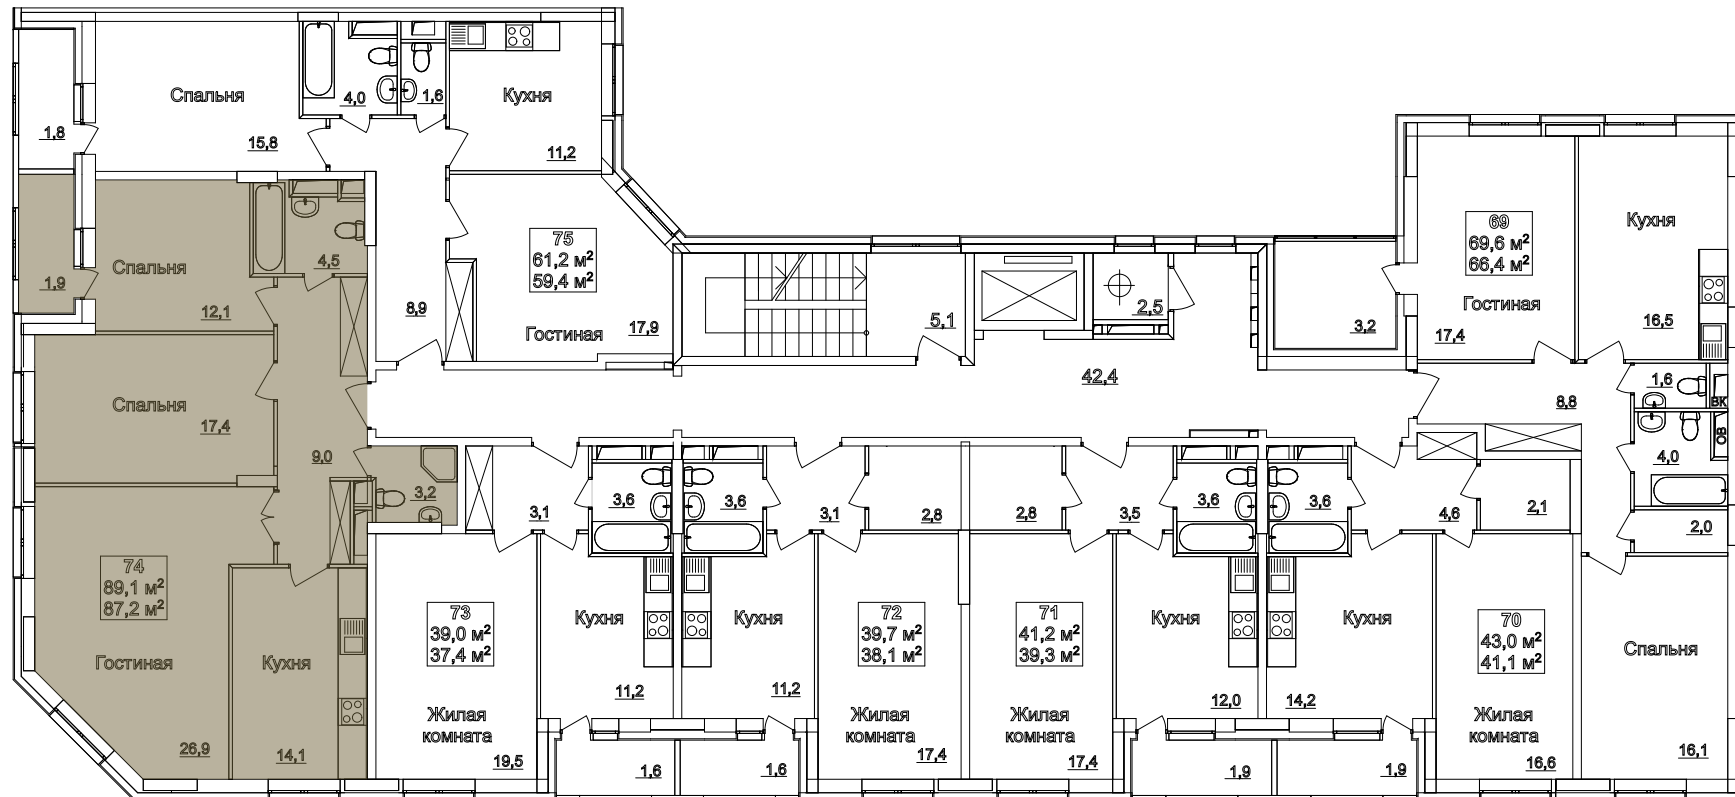 Спальня
15,8
1,8
4,0
1,6
Кухня
11,2
8,9
75
61,2 м²
59,4 м²
Гостиная
17,9
1,9
Спальня
12,1
4,5
Спальня
17,4
9,0
3,2
74
89,1 м²
87,2 м²
Гостиная
26,9
Кухня
14,1
5,1
2,5
42,4
3,2
69
69,6 м²
66,4 м²
Гостиная
17,4
Кухня
16,5
8,8
1,6
ВК
ОВ
4,0
2,0
Спальня
16,1
73
39,0 м²
37,4 м²
Жилая
комната
19,5
3,1
3,6
Кухня
11,2
1,6
3,6
3,1
2,8
Кухня
11,2
72
39,7 м²
38,1 м²
Жилая
комната
17,4
1,6
2,8
3,5
3,6
71
41,2 м²
39,3 м²
Жилая
комната
17,4
Кухня
12,0
1,9
3,6
4,6
2,1
Кухня
14,2
70
43,0 м²
41,1 м²
Жилая
комната
16,6
1,9